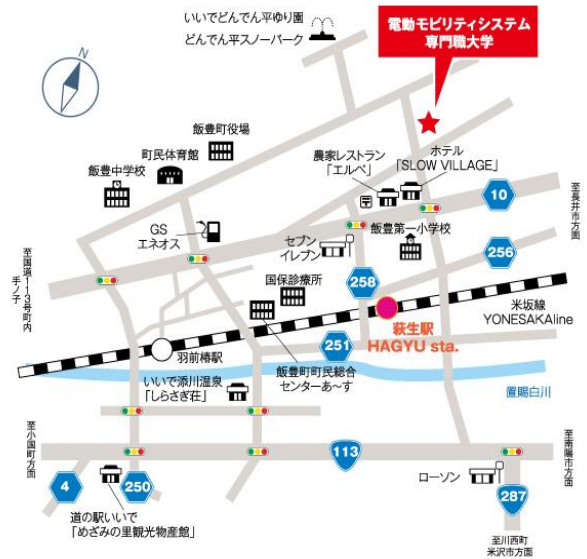 いいでどんでん平ゆり園
どんでん平スノーパーク
電動モビリティシステム
専門職大学
N
飯豊町役場
町民体育館
飯豊中学校
農家レストラン
「エルベ」
ホテル
「SLOW VILLAGE」
10
至長井市方面
GS
エネオス
セブン
イレブン
飯豊第一小学校
256
至国道113号町内
手ノ子
国保診療所
258
米坂線
YONESAKAline
萩生駅
HAGYU sta.
251
羽前椿駅
飯豊町町民総合
センターあ~す
いいで添川温泉
「しらさぎ荘」
置賜白川
至小国町方面
113
至南陽市方面
4
250
ローソン
287
道の駅いいで
「めざみの里観光物産館」
至川西町
米沢市方面